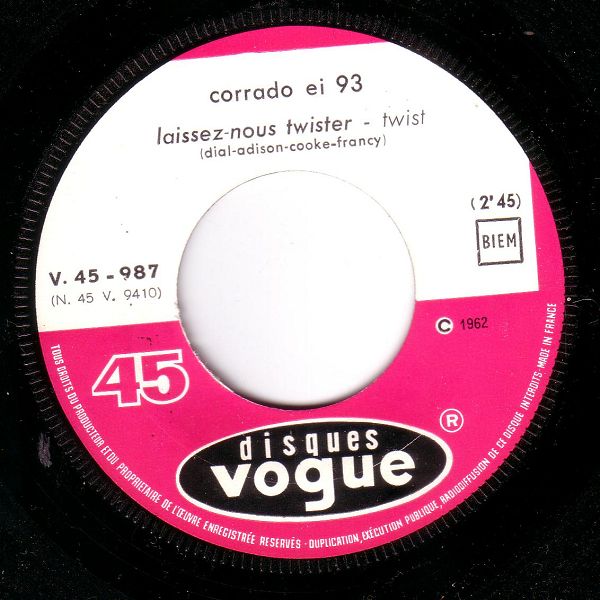 corrado ei 93
laissez-nous twister - twist
(dial-adison-cooke-francy)
(2'45)
BIEM
V. 45 - 987
(N. 45 V. 9410)
© 1962
45
®
disques
vogue
TOUS DROITS DU PRODUCTEUR ET DU PROPRIETAIRE DE L'ŒUVRE ENREGISTRÉE RESERVÉS - DUPLICATION, EXÉCUTION PUBLIQUE, RADIODIFFUSION DE CE DISQUE INTERDITS. MADE IN FRANCE